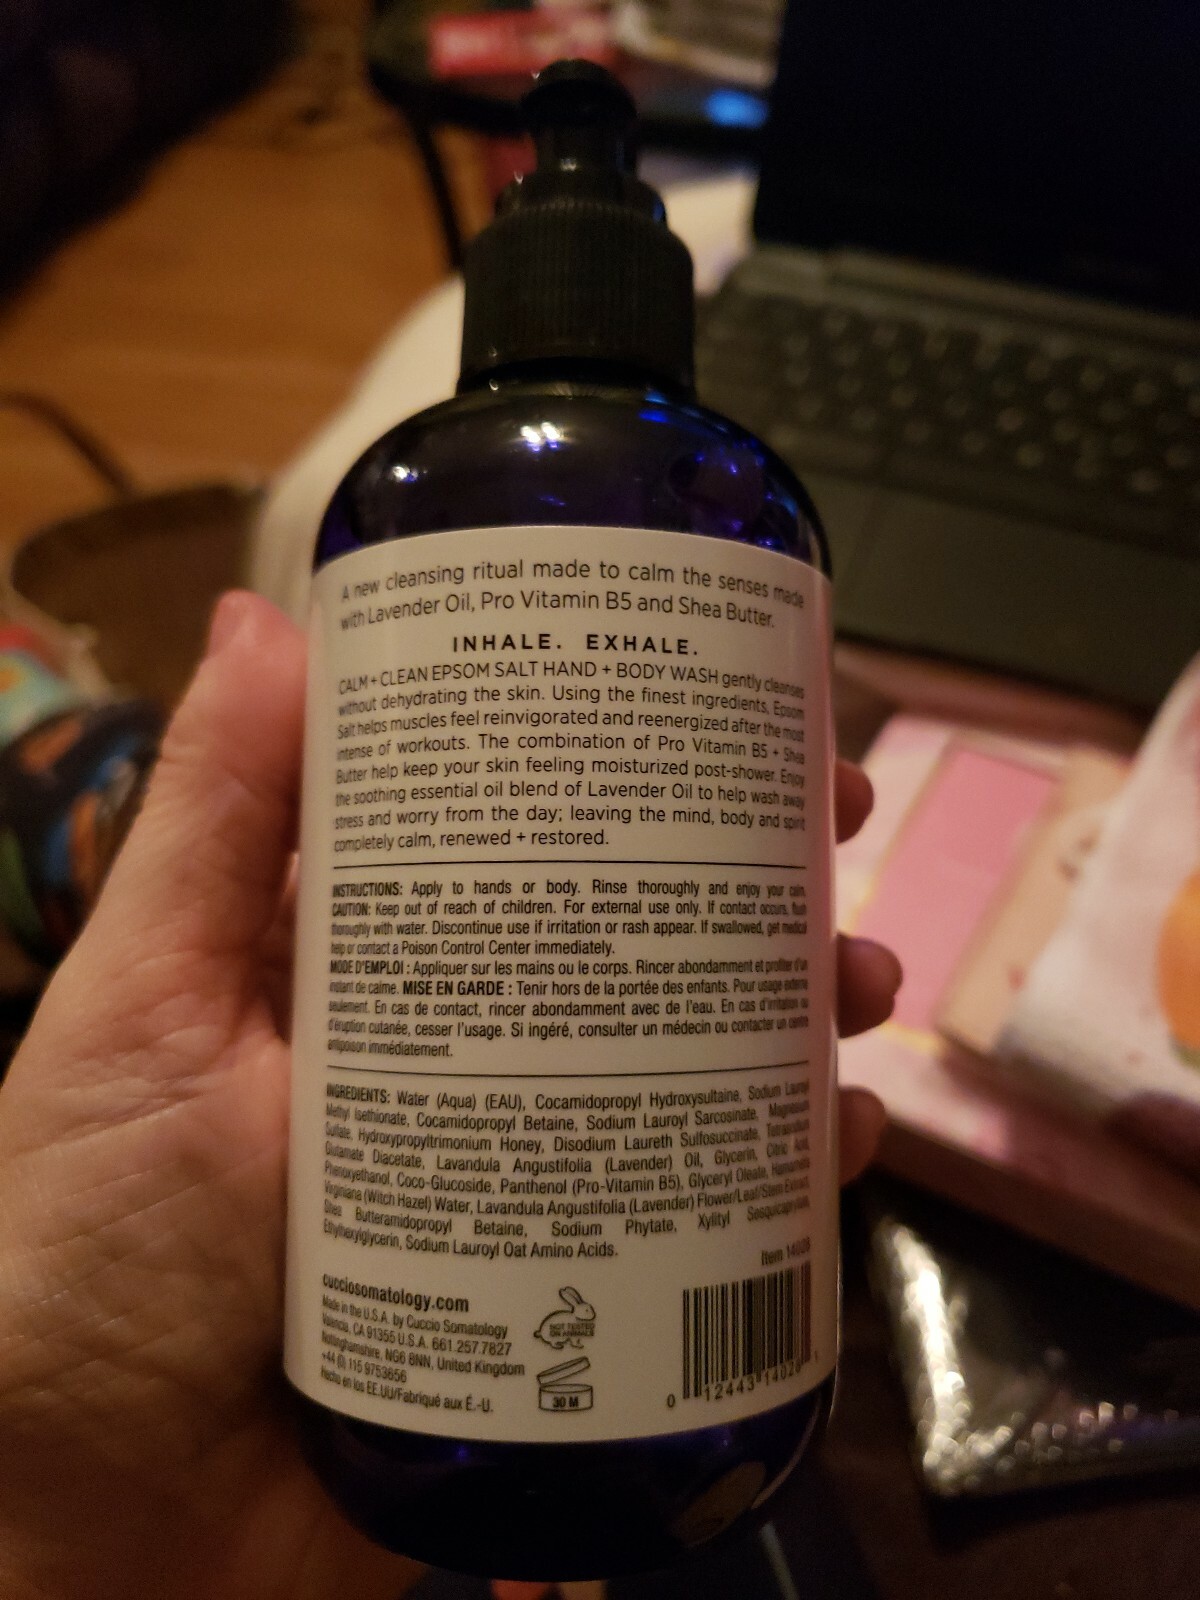 A new cleansing ritual made to calm the senses made
with Lavender Oil, Pro Vitamin B5 and Shea Butter.
INHALE. EXHALE.
CALM + CLEAN EPSOM SALT HAND + BODY WASH gently cleanses
without dehydrating the skin. Using the finest ingredients, Epsom
Salt helps muscles feel reinvigorated and reenergized after the most
intense of workouts. The combination of Pro Vitamin B5 + Shea
Butter help keep your skin feeling moisturized post-shower. Enjoy
the soothing essential oil blend of Lavender Oil to help wash away
stress and worry from the day; leaving the mind, body and spirit
completely calm, renewed + restored.
INSTRUCTIONS: Apply to hands or body. Rinse thoroughly and enjoy your calm.
CAUTION: Keep out of reach of children. For external use only. If contact occurs, flush
thoroughly with water. Discontinue use if irritation or rash appear. If swallowed, get medical
help or contact a Poison Control Center immediately.
MODE D'EMPLOI : Appliquer sur les mains ou le corps. Rincer abondamment et profiter d'un
instant de calme. MISE EN GARDE : Tenir hors de la portée des enfants. Pour usage externe
seulement. En cas de contact, rincer abondamment avec de l'eau. En cas d'irritation ou
d'éruption cutanée, cesser l'usage. Si ingéré, consulter un médecin ou contacter un centre
antipoison immédiatement.
INGREDIENTS: Water (Aqua) (EAU), Cocamidopropyl Hydroxysultaine, Sodium Lauroyl
Methyl Isethionate, Cocamidopropyl Betaine, Sodium Lauroyl Sarcosinate, Magnesium
Sulfate, Hydroxypropyltrimonium Honey, Disodium Laureth Sulfosuccinate, Tetrasodium
Glutamate Diacetate, Lavandula Angustifolia (Lavender) Oil, Glycerin, Citric Acid,
Phenoxyethanol, Coco-Glucoside, Panthenol (Pro-Vitamin B5), Glyceryl Oleate, Hamamelis
Virginiana (Witch Hazel) Water, Lavandula Angustifolia (Lavender) Flower/Leaf/Stem Extract,
Shea Butteramidopropyl Betaine, Sodium Phytate, Xylityl Sesquicaprylate,
Ethylhexylglycerin, Sodium Lauroyl Oat Amino Acids.
Item
cucciosomatology.com
Made in the U.S.A. by Cuccio Somatology
Valencia, CA 91355 U.S.A. 661.257.7827
Nottinghamshire, NG6 8NN, United Kingdom
+44 (0) 115 9753656
Hecho en los EE.UU/Fabriqué aux É.-U.
NOT TESTED
ON ANIMALS
30 M
0 12443 14028 1